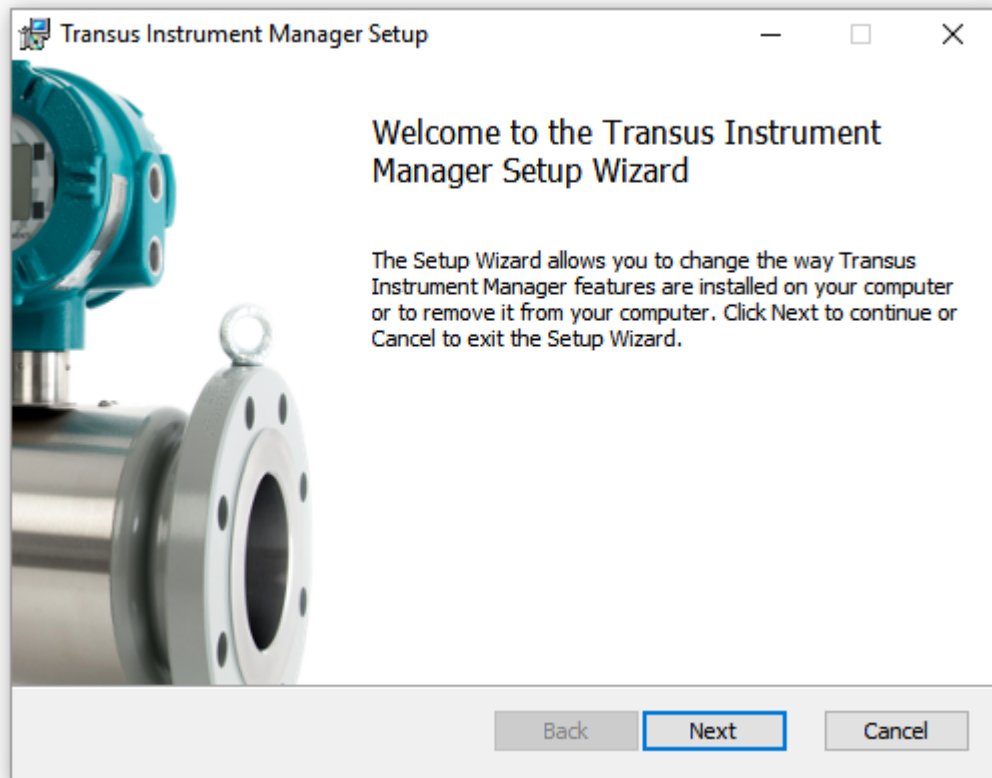 Transus Instrument Manager Setup
Welcome to the Transus Instrument
Manager Setup Wizard
The Setup Wizard allows you to change the way Transus
Instrument Manager features are installed on your computer
or to remove it from your computer. Click Next to continue or
Cancel to exit the Setup Wizard.
Back
Next
Cancel